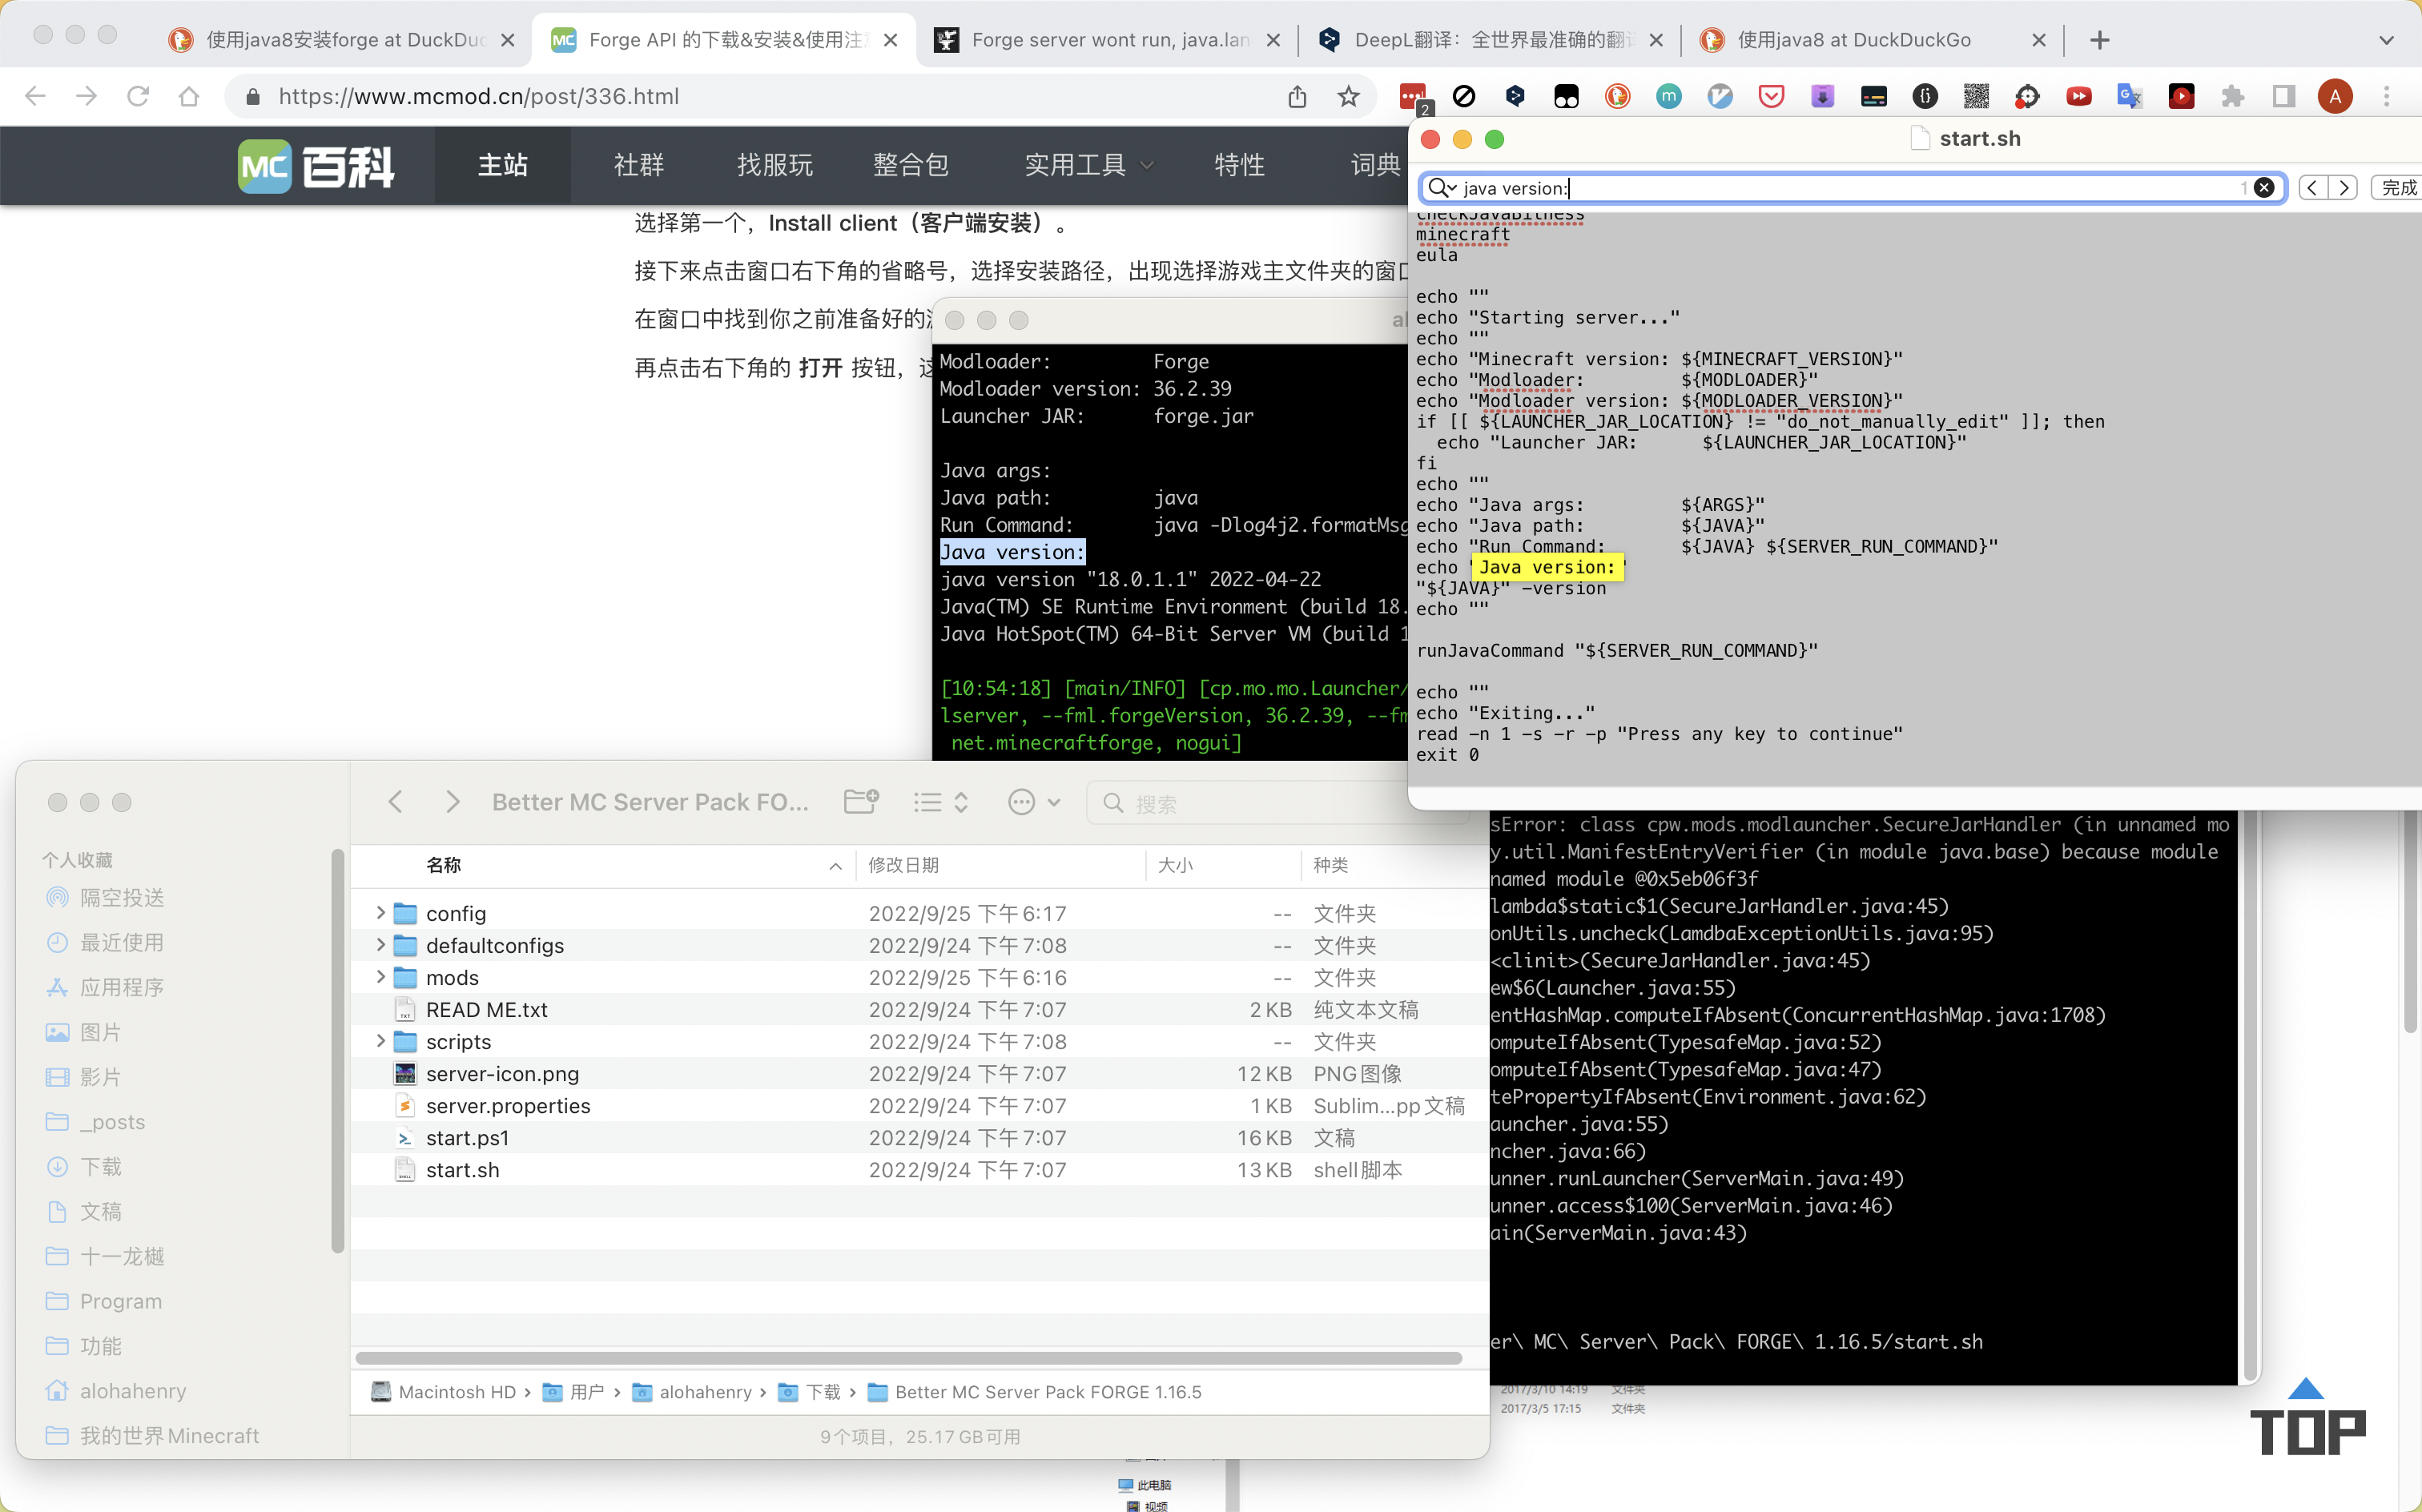 使用java8安装forge at DuckDuc
Forge API 的下载&安装&使用注意
Forge server wont run, java.lan
DeepL翻译：全世界最准确的翻译
使用java8 at DuckDuckGo
https://www.mcmod.cn/post/336.html
2
A
MC百科
主站
社群
找服玩
整合包
实用工具
特性
词典
选择第一个，Install client（客户端安装）。
接下来点击窗口右下角的省略号，选择安装路径，出现选择游戏主文件夹的窗口
在窗口中找到你之前准备好的
再点击右下角的 打开 按钮，这
start.sh
java version:
1
完成
checkJavaBitness
minecraft
eula
echo ""
echo "Starting server..."
echo ""
echo "Minecraft version: ${MINECRAFT_VERSION}"
echo "Modloader:         ${MODLOADER}"
echo "Modloader version: ${MODLOADER_VERSION}"
if [[ ${LAUNCHER_JAR_LOCATION} != "do_not_manually_edit" ]]; then
  echo "Launcher JAR:      ${LAUNCHER_JAR_LOCATION}"
fi
echo ""
echo "Java args:         ${ARGS}"
echo "Java path:         ${JAVA}"
echo "Run Command:       ${JAVA} ${SERVER_RUN_COMMAND}"
echo "Java version:"
"${JAVA}" -version
echo ""
runJavaCommand "${SERVER_RUN_COMMAND}"
echo ""
echo "Exiting..."
read -n 1 -s -r -p "Press any key to continue"
exit 0
al
Modloader:         Forge
Modloader version: 36.2.39
Launcher JAR:      forge.jar
Java args:
Java path:         java
Run Command:       java -Dlog4j2.formatMsg
Java version:
java version "18.0.1.1" 2022-04-22
Java(TM) SE Runtime Environment (build 18.
Java HotSpot(TM) 64-Bit Server VM (build 1
[10:54:18] [main/INFO] [cp.mo.mo.Launcher/
lserver, --fml.forgeVersion, 36.2.39, --fm
net.minecraftforge, nogui]
sError: class cpw.mods.modlauncher.SecureJarHandler (in unnamed mo
y.util.ManifestEntryVerifier (in module java.base) because module
named module @0x5eb06f3f
lambda$static$1(SecureJarHandler.java:45)
onUtils.uncheck(LamdbaExceptionUtils.java:95)
<clinit>(SecureJarHandler.java:45)
ew$6(Launcher.java:55)
entHashMap.computeIfAbsent(ConcurrentHashMap.java:1708)
omputeIfAbsent(TypesafeMap.java:52)
omputeIfAbsent(TypesafeMap.java:47)
tePropertyIfAbsent(Environment.java:62)
auncher.java:55)
ncher.java:66)
unner.runLauncher(ServerMain.java:49)
unner.access$100(ServerMain.java:46)
ain(ServerMain.java:43)
er\ MC\ Server\ Pack\ FORGE\ 1.16.5/start.sh
Better MC Server Pack FO...
搜索
个人收藏
隔空投送
最近使用
应用程序
图片
影片
_posts
下载
文稿
十一龙樾
Program
功能
alohahenry
我的世界Minecraft
名称 修改日期 大小 种类
config 2022/9/25 下午6:17 -- 文件夹
defaultconfigs 2022/9/24 下午7:08 -- 文件夹
mods 2022/9/25 下午6:16 -- 文件夹
READ ME.txt 2022/9/24 下午7:07 2 KB 纯文本文稿
scripts 2022/9/24 下午7:08 -- 文件夹
server-icon.png 2022/9/24 下午7:07 12 KB PNG图像
server.properties 2022/9/24 下午7:07 1 KB Sublim...pp文稿
start.ps1 2022/9/24 下午7:07 16 KB 文稿
start.sh 2022/9/24 下午7:07 13 KB shell脚本
Macintosh HD › 用户 › alohahenry › 下载 › Better MC Server Pack FORGE 1.16.5
9个项目，25.17 GB可用
2017/3/10 14:19 文件夹
2017/3/5 17:15 文件夹
此电脑
视频
TOP